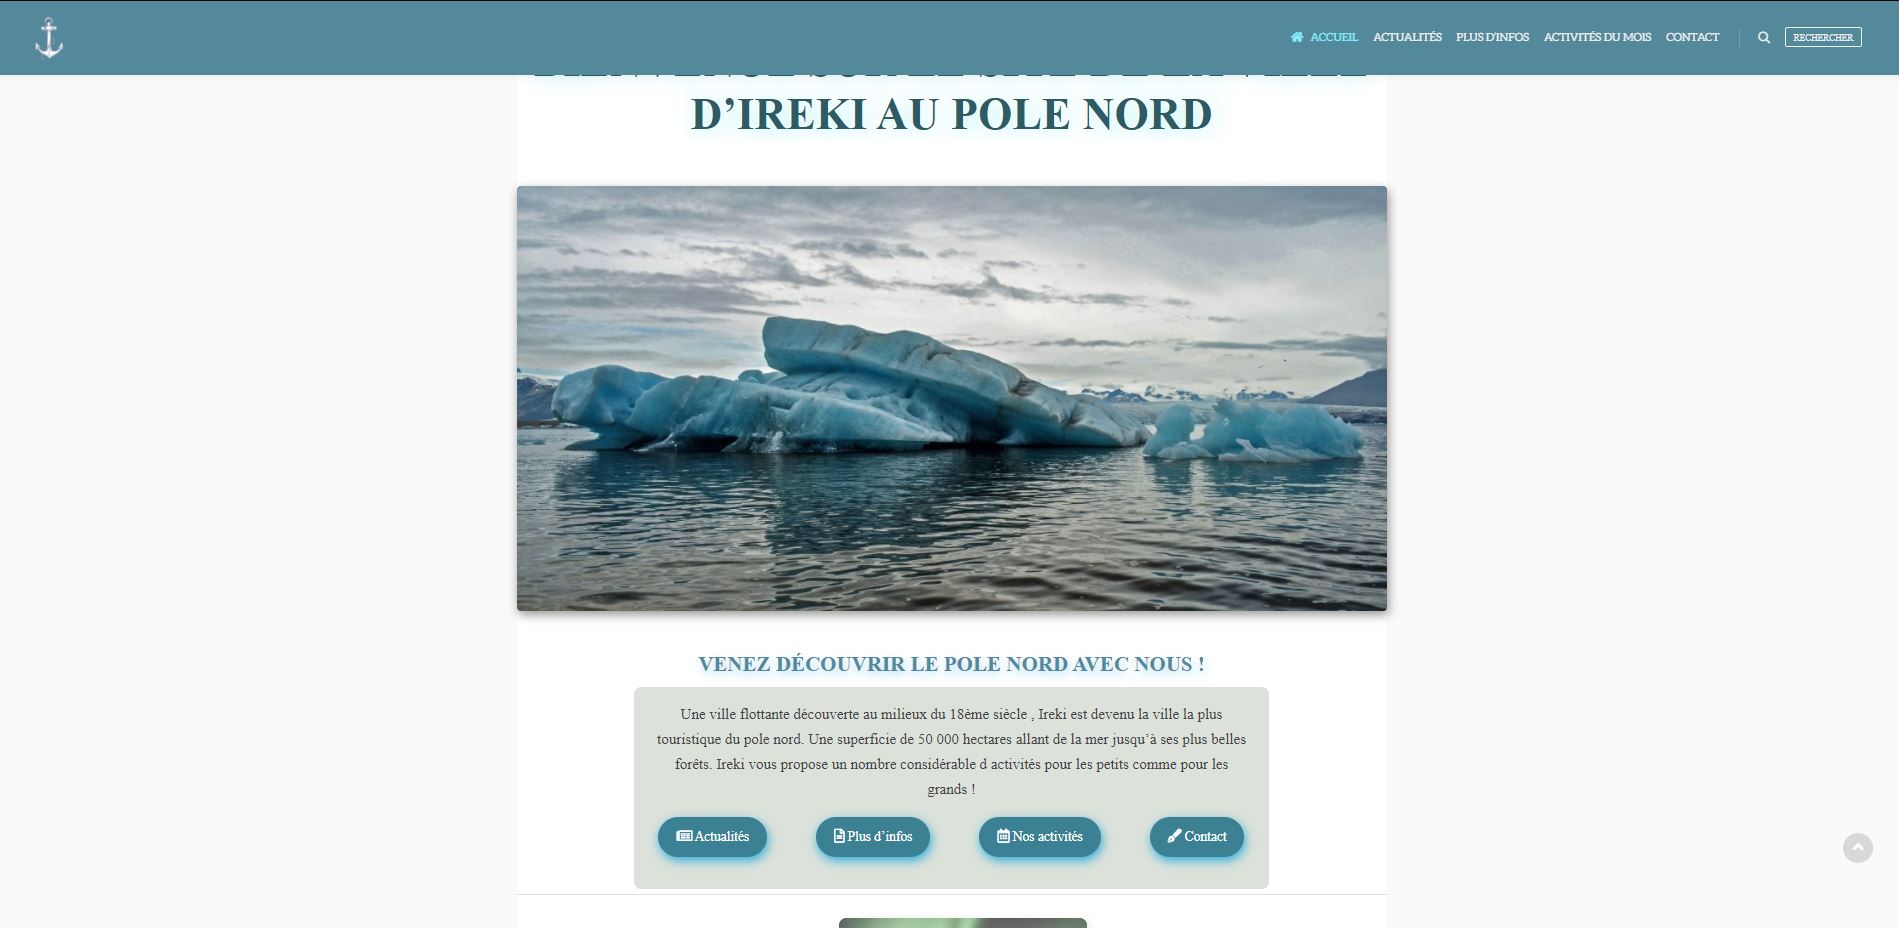 ACCUEIL ACTUALITÉS PLUS D'INFOS ACTIVITÉS DU MOIS CONTACT RECHERCHER
D’IREKI AU POLE NORD
VENEZ DÉCOUVRIR LE POLE NORD AVEC NOUS !
Une ville flottante découverte au milieux du 18ème siècle , Ireki est devenu la ville la plus
touristique du pole nord. Une superficie de 50 000 hectares allant de la mer jusqu’à ses plus belles
forêts. Ireki vous propose un nombre considérable d activités pour les petits comme pour les
grands !
Actualités Plus d’infos Nos activités Contact